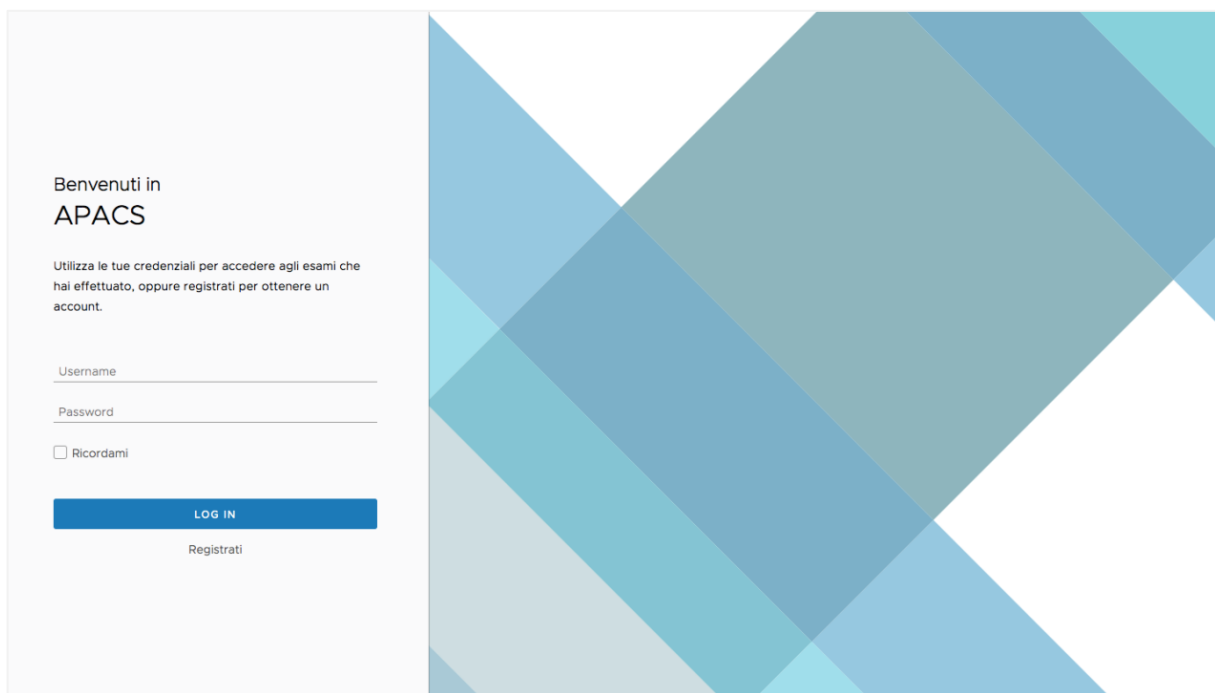 Benvenuti in
APACS
Utilizza le tue credenziali per accedere agli esami che
hai effettuato, oppure registrati per ottenere un
account.
Username
Password
Ricordami
LOG IN
Registrati